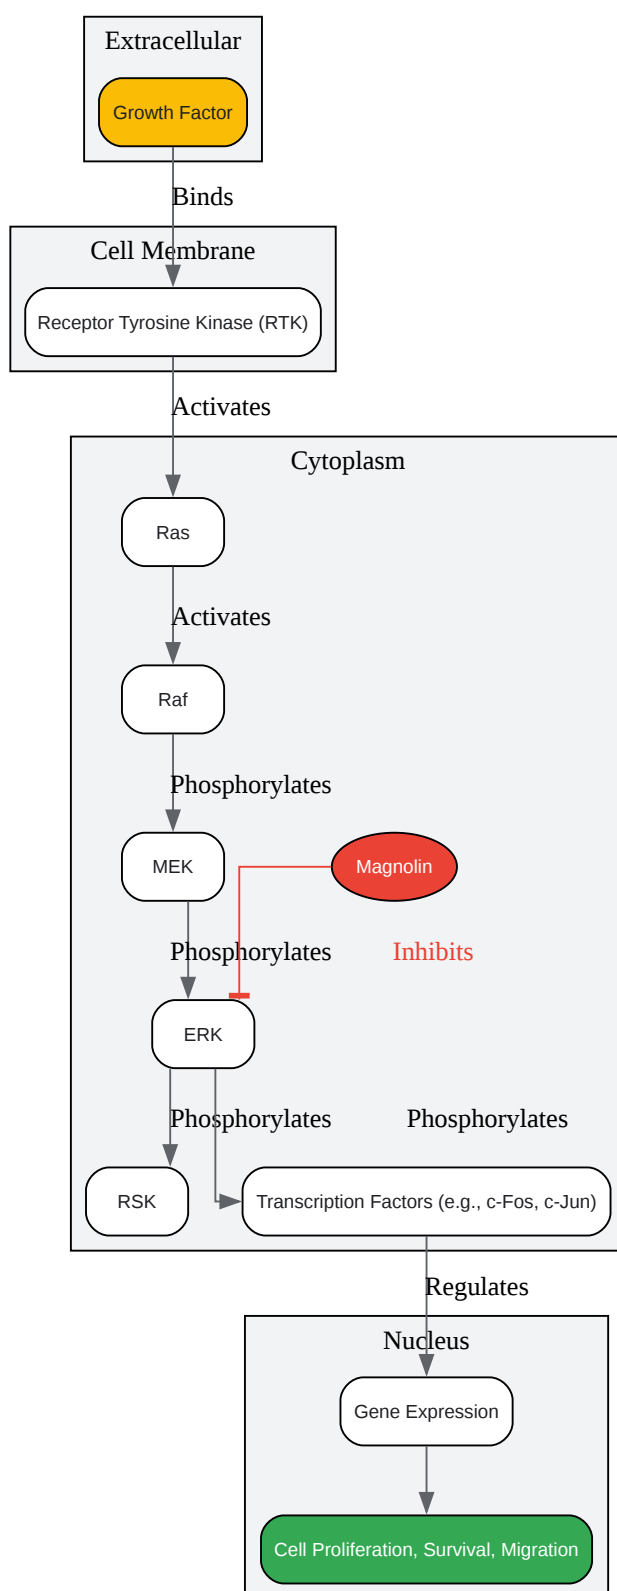 Extracellular
Growth Factor
Binds
Cell Membrane
Receptor Tyrosine Kinase (RTK)
Activates
Cytoplasm
Ras
Activates
Raf
Phosphorylates
MEK
Magnolin
Phosphorylates
Inhibits
ERK
Phosphorylates
Phosphorylates
RSK
Transcription Factors (e.g., c-Fos, c-Jun)
Regulates
Nucleus
Gene Expression
Cell Proliferation, Survival, Migration